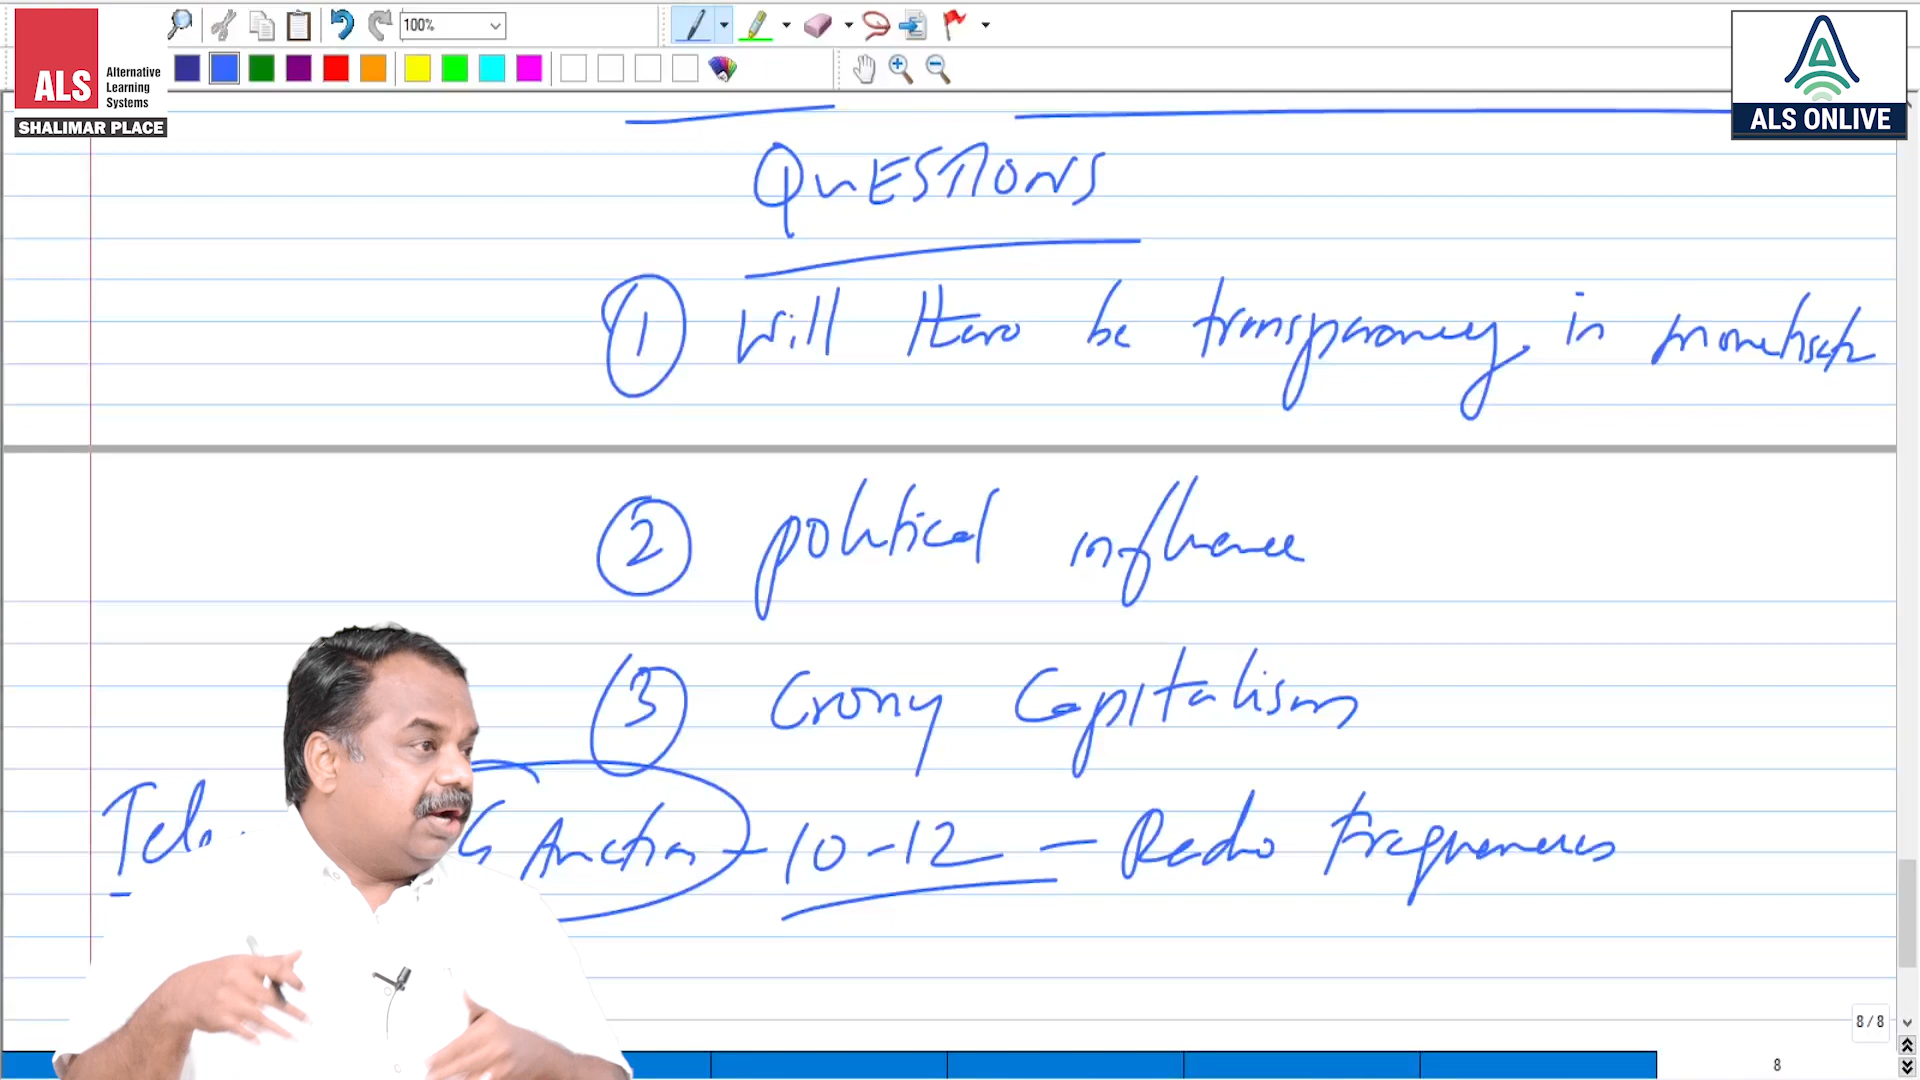 100%
ALS
Alternative
Learning
Systems
SHALIMAR PLACE
ALS ONLIVE
QUESTIONS
1 Will there be transparency in
2 political influence
3 Crony Capitalism
G Auction - 10-12 - Radio Frequencies
8 / 8
8